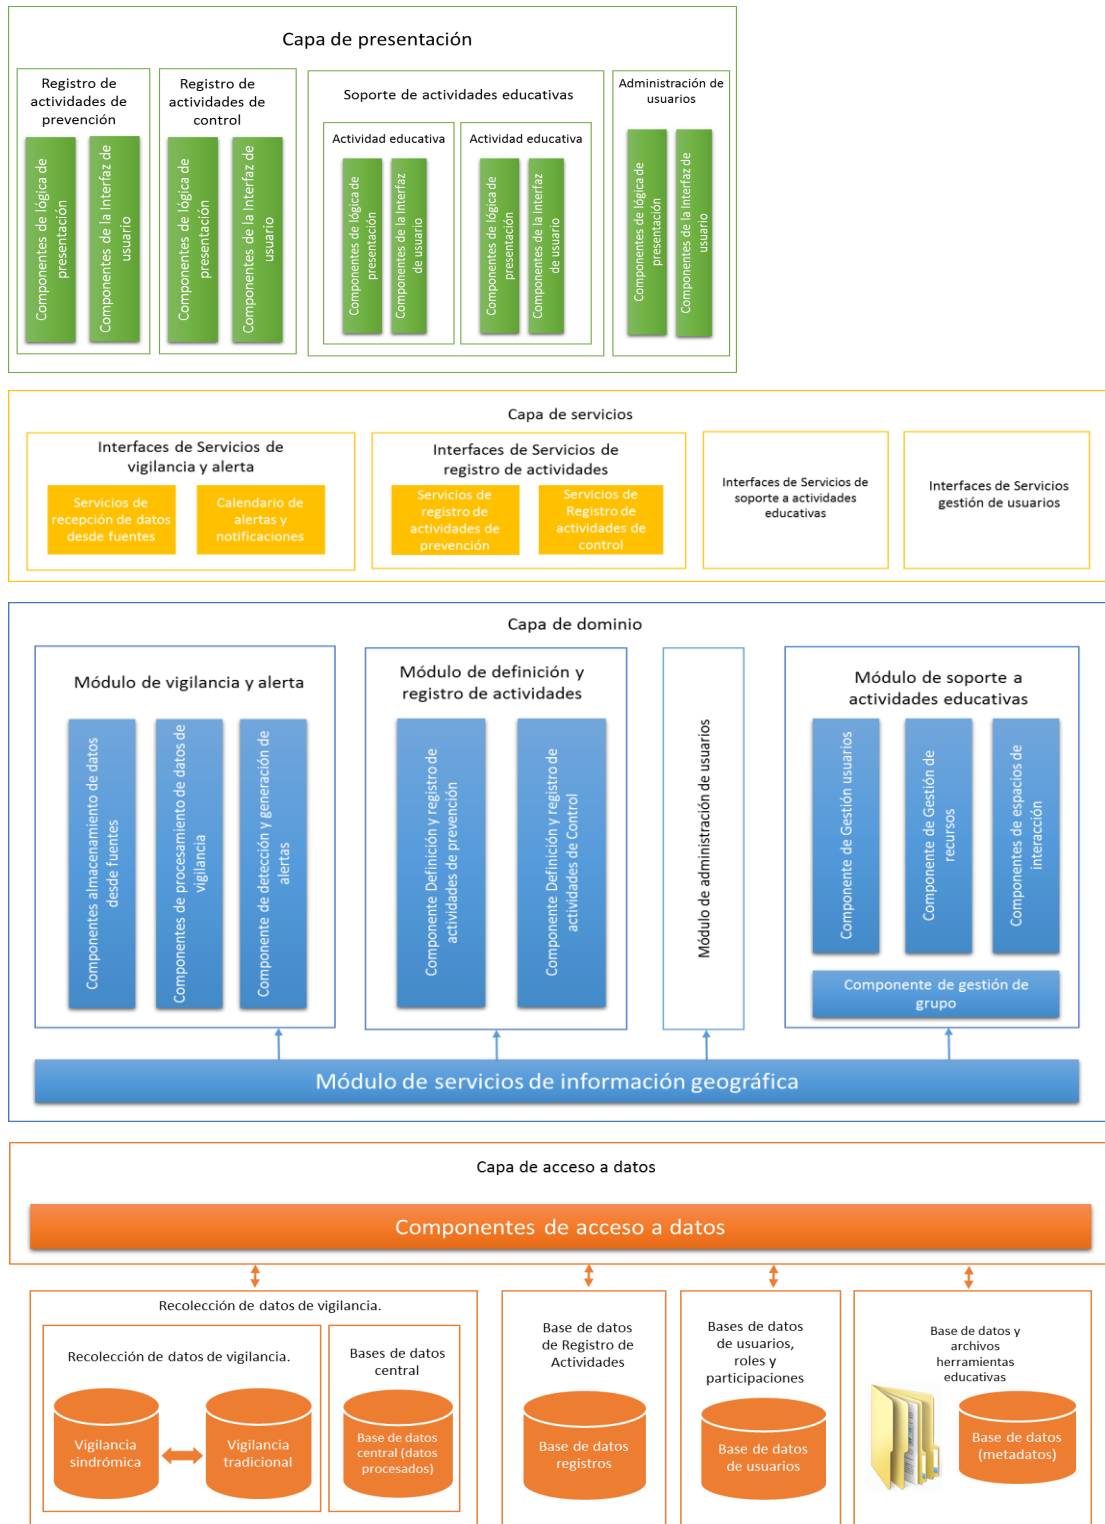 Capa de presentación
Registro de
actividades de
prevención
Componentes de lógica de
presentación
Componentes de la Interfaz de
usuario
Registro de
actividades de
control
Componentes de lógica de
presentación
Componentes de la Interfaz de
usuario
Soporte de actividades educativas
Actividad educativa
Componentes de lógica de
presentación
Componentes de la Interfaz
de usuario
Actividad educativa
Componentes de lógica de
presentación
Componentes de la Interfaz
de usuario
Administración de
usuarios
Componentes de lógica de
presentación
Componentes de la Interfaz de
usuario
Capa de servicios
Interfaces de Servicios de
vigilancia y alerta
Servicios de
recepción de datos
desde fuentes
Calendario de
alertas y
notificaciones
Interfaces de Servicios de
registro de actividades
Servicios de
registro de
actividades de
prevención
Servicios de
Registro de
actividades de
control
Interfaces de Servicios de
soporte a actividades
educativas
Interfaces de Servicios
gestión de usuarios
Capa de dominio
Módulo de vigilancia y alerta
Componentes almacenamiento de datos
desde fuentes
Componentes de procesamiento de datos de
vigilancia
Componente de detección y generación de
alertas
Módulo de definición y
registro de actividades
Componente Definición y registro de
actividades de prevención
Componente Definición y registro de
actividades de Control
Módulo de administración de usuarios
Módulo de soporte a
actividades educativas
Componente de Gestión usuarios
Componente de Gestión de
recursos
Componentes de espacios de
interacción
Componente de gestión de
grupo
Módulo de servicios de información geográfica
Capa de acceso a datos
Componentes de acceso a datos
Recolección de datos de vigilancia.
Recolección de datos de vigilancia.
Vigilancia
sindrómica
Vigilancia
tradicional
Bases de datos
central
Base de datos
central (datos
procesados)
Base de datos
de Registro de
Actividades
Base de datos
registros
Bases de datos
de usuarios,
roles y
participaciones
Base de datos
de usuarios
Base de datos y
archivos
herramientas
educativas
Base de datos
(metadatos)